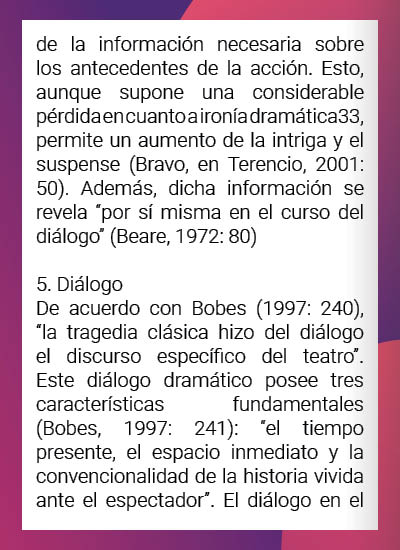 de la información necesaria sobre
los antecedentes de la acción. Esto,
aunque supone una considerable
pérdida en cuanto a ironía dramática33,
permite un aumento de la intriga y el
suspense (Bravo, en Terencio, 2001:
50). Además, dicha información se
revela “por sí misma en el curso del
diálogo” (Beare, 1972: 80)
5. Diálogo
De acuerdo con Bobes (1997: 240),
“la tragedia clásica hizo del diálogo
el discurso específico del teatro”.
Este diálogo dramático posee tres
características fundamentales
(Bobes, 1997: 241): “el tiempo
presente, el espacio inmediato y la
convencionalidad de la historia vivida
ante el espectador”. El diálogo en el